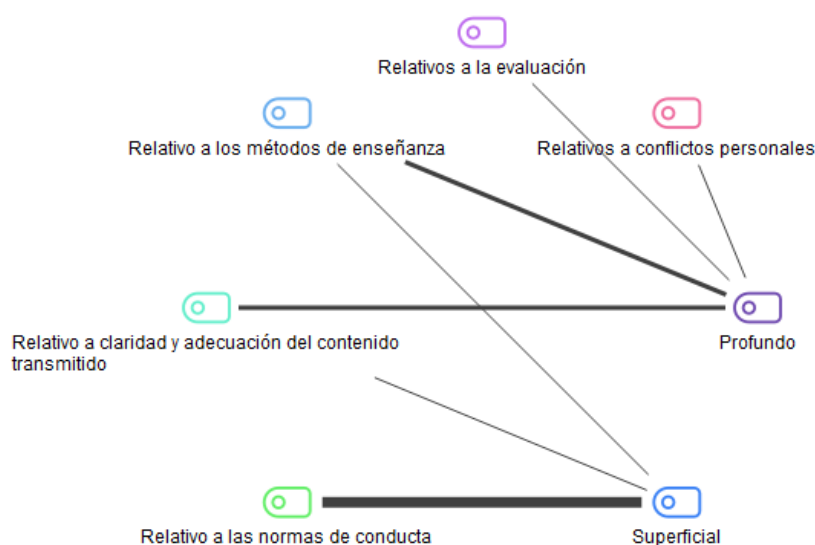 Relativos a la evaluación
Relativo a los métodos de enseñanza
Relativos a conflictos personales
Relativo a claridad y adecuación del contenido
transmitido
Profundo
Relativo a las normas de conducta
Superficial